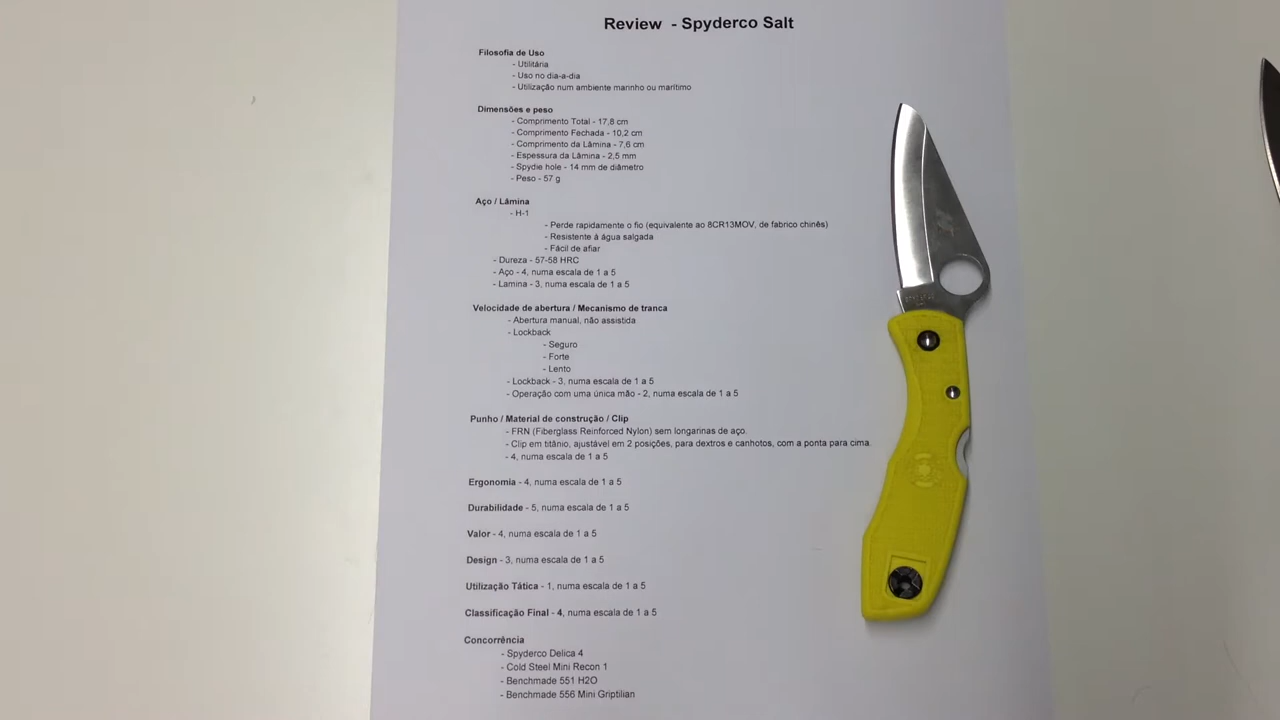 Review - Spyderco Salt
Filosofia de Uso
- Utilitária
- Uso no dia-a-dia
- Utilização num ambiente marinho ou marítimo
Dimensões e peso
- Comprimento Total - 17,8 cm
- Comprimento Fechada - 10,2 cm
- Comprimento da Lâmina - 7,6 cm
- Espessura da Lâmina - 2,5 mm
- Spydie hole - 14 mm de diâmetro
- Peso - 57 g
Aço / Lâmina
- H-1
- Perde rapidamente o fio (equivalente ao 8CR13MOV, de fabrico chinês)
- Resistente à água salgada
- Fácil de afiar
- Dureza - 57-58 HRC
- Aço - 4, numa escala de 1 a 5
- Lamina - 3, numa escala de 1 a 5
Velocidade de abertura / Mecanismo de tranca
- Abertura manual, não assistida
- Lockback
- Seguro
- Forte
- Lento
- Lockback - 3, numa escala de 1 a 5
- Operação com uma única mão - 2, numa escala de 1 a 5
Punho / Material de construção / Clip
- FRN (Fiberglass Reinforced Nylon) sem longarinas de aço.
- Clip em titânio, ajustável em 2 posições, para dextros e canhotos, com a ponta para cima.
- 4, numa escala de 1 a 5
Ergonomia - 4, numa escala de 1 a 5
Durabilidade - 5, numa escala de 1 a 5
Valor - 4, numa escala de 1 a 5
Design - 3, numa escala de 1 a 5
Utilização Tática - 1, numa escala de 1 a 5
Classificação Final - 4, numa escala de 1 a 5
Concorrência
- Spyderco Delica 4
- Cold Steel Mini Recon 1
- Benchmade 551 H2O
- Benchmade 556 Mini Griptilian